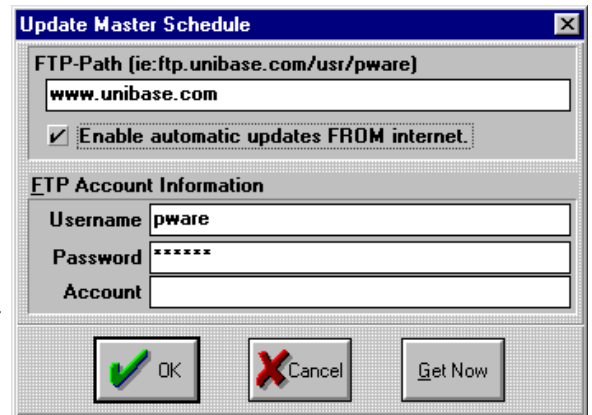 Update Master Schedule
FTP-Path (ie:ftp.unibase.com/usr/pware)
www.unibase.com
Enable automatic updates FROM internet.
FTP Account Information
Username pware
Password ******
Account
OK Cancel Get Now